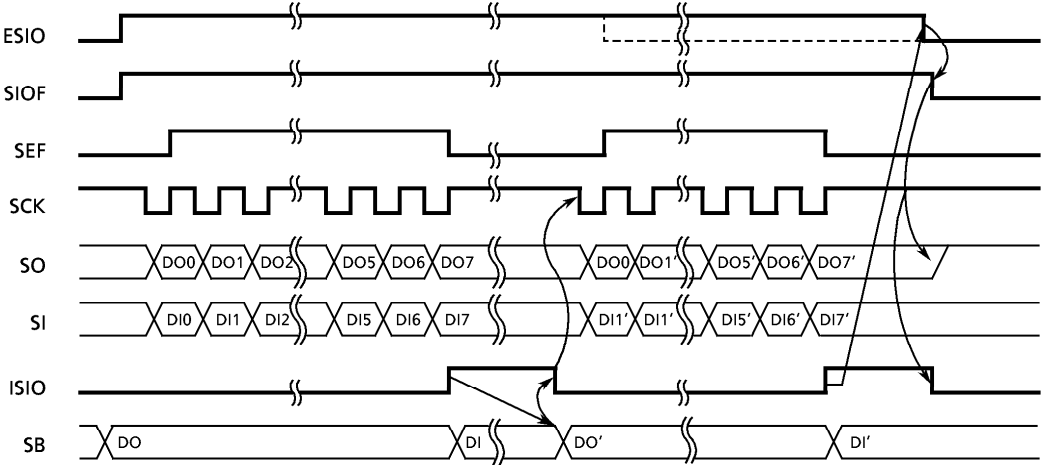 ESIO
SIOF
SEF
SCK
SO DO0 DO1 DO2 DO5 DO6 DO7 DO0 DO1′ DO5′ DO6′ DO7′
SI DI0 DI1 DI2 DI5 DI6 DI7 DI1′ DI1′ DI5′ DI6′ DI7′
ISIO
SB DO DI DO′ DI′